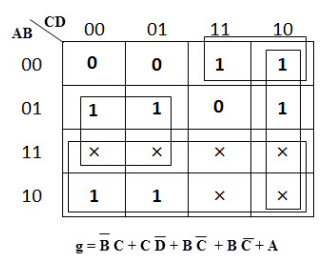 CD
AB 00 01 11 10
00 0 0 1 1
01 1 1 0 1
11 × × × ×
10 1 1 × ×
g = B̅ C + C D̅ + B C̅ + B C̅ + A